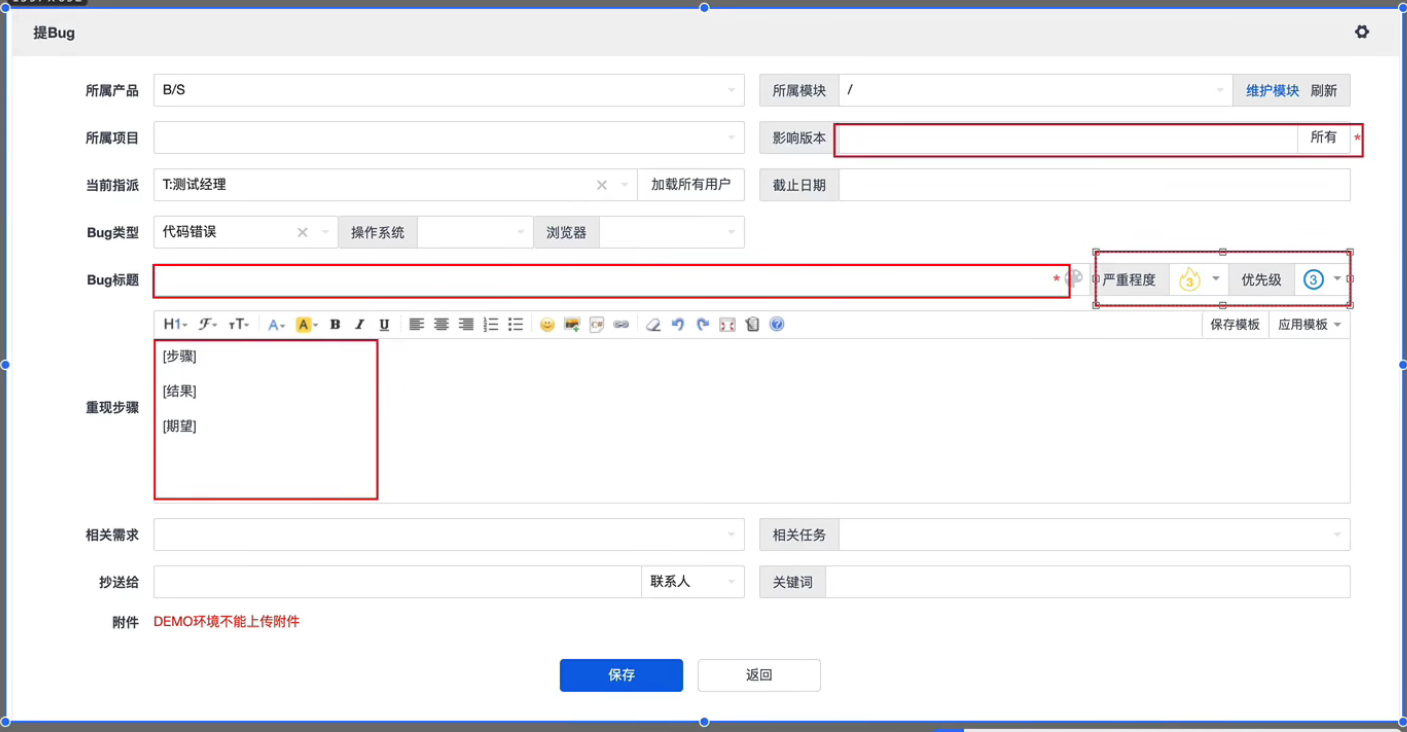 提Bug
所属产品 B/S 所属模块 / 维护模块 刷新
所属项目 影响版本 所有 *
当前指派 T:测试经理 × 加载所有用户 截止日期
Bug类型 代码错误 × 操作系统 浏览器
Bug标题 * 严重程度 3 优先级 3
H1 F TT A A B I U 保存模板 应用模板
[步骤]
[结果]
重现步骤
[期望]
相关需求 相关任务
抄送给 联系人 关键词
附件 DEMO环境不能上传附件
保存 返回